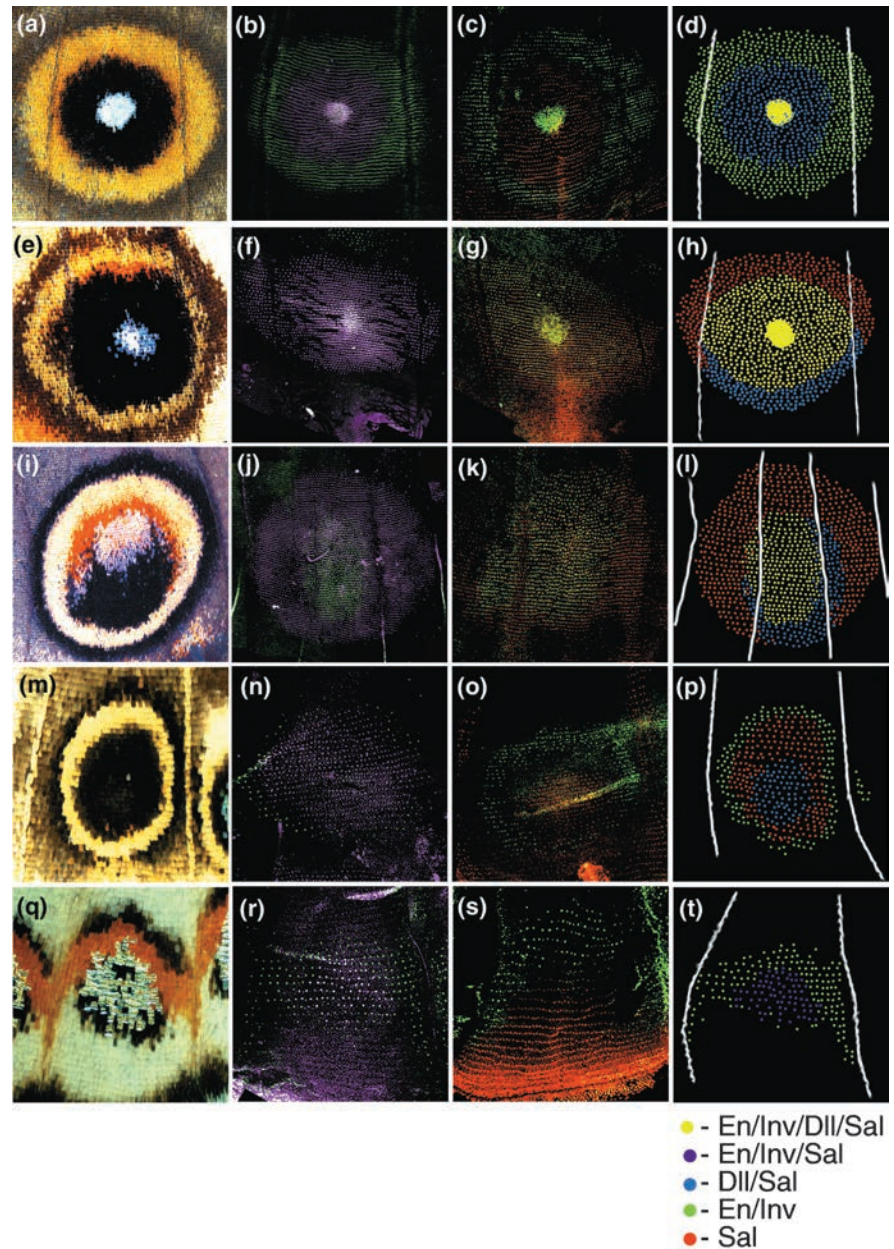 (a) (b) (c) (d)
(e) (f) (g) (h)
(i) (j) (k) (l)
(m) (n) (o) (p)
(q) (r) (s) (t)
- En/Inv/Dll/Sal
- En/Inv/Sal
- Dll/Sal
- En/Inv
- Sal